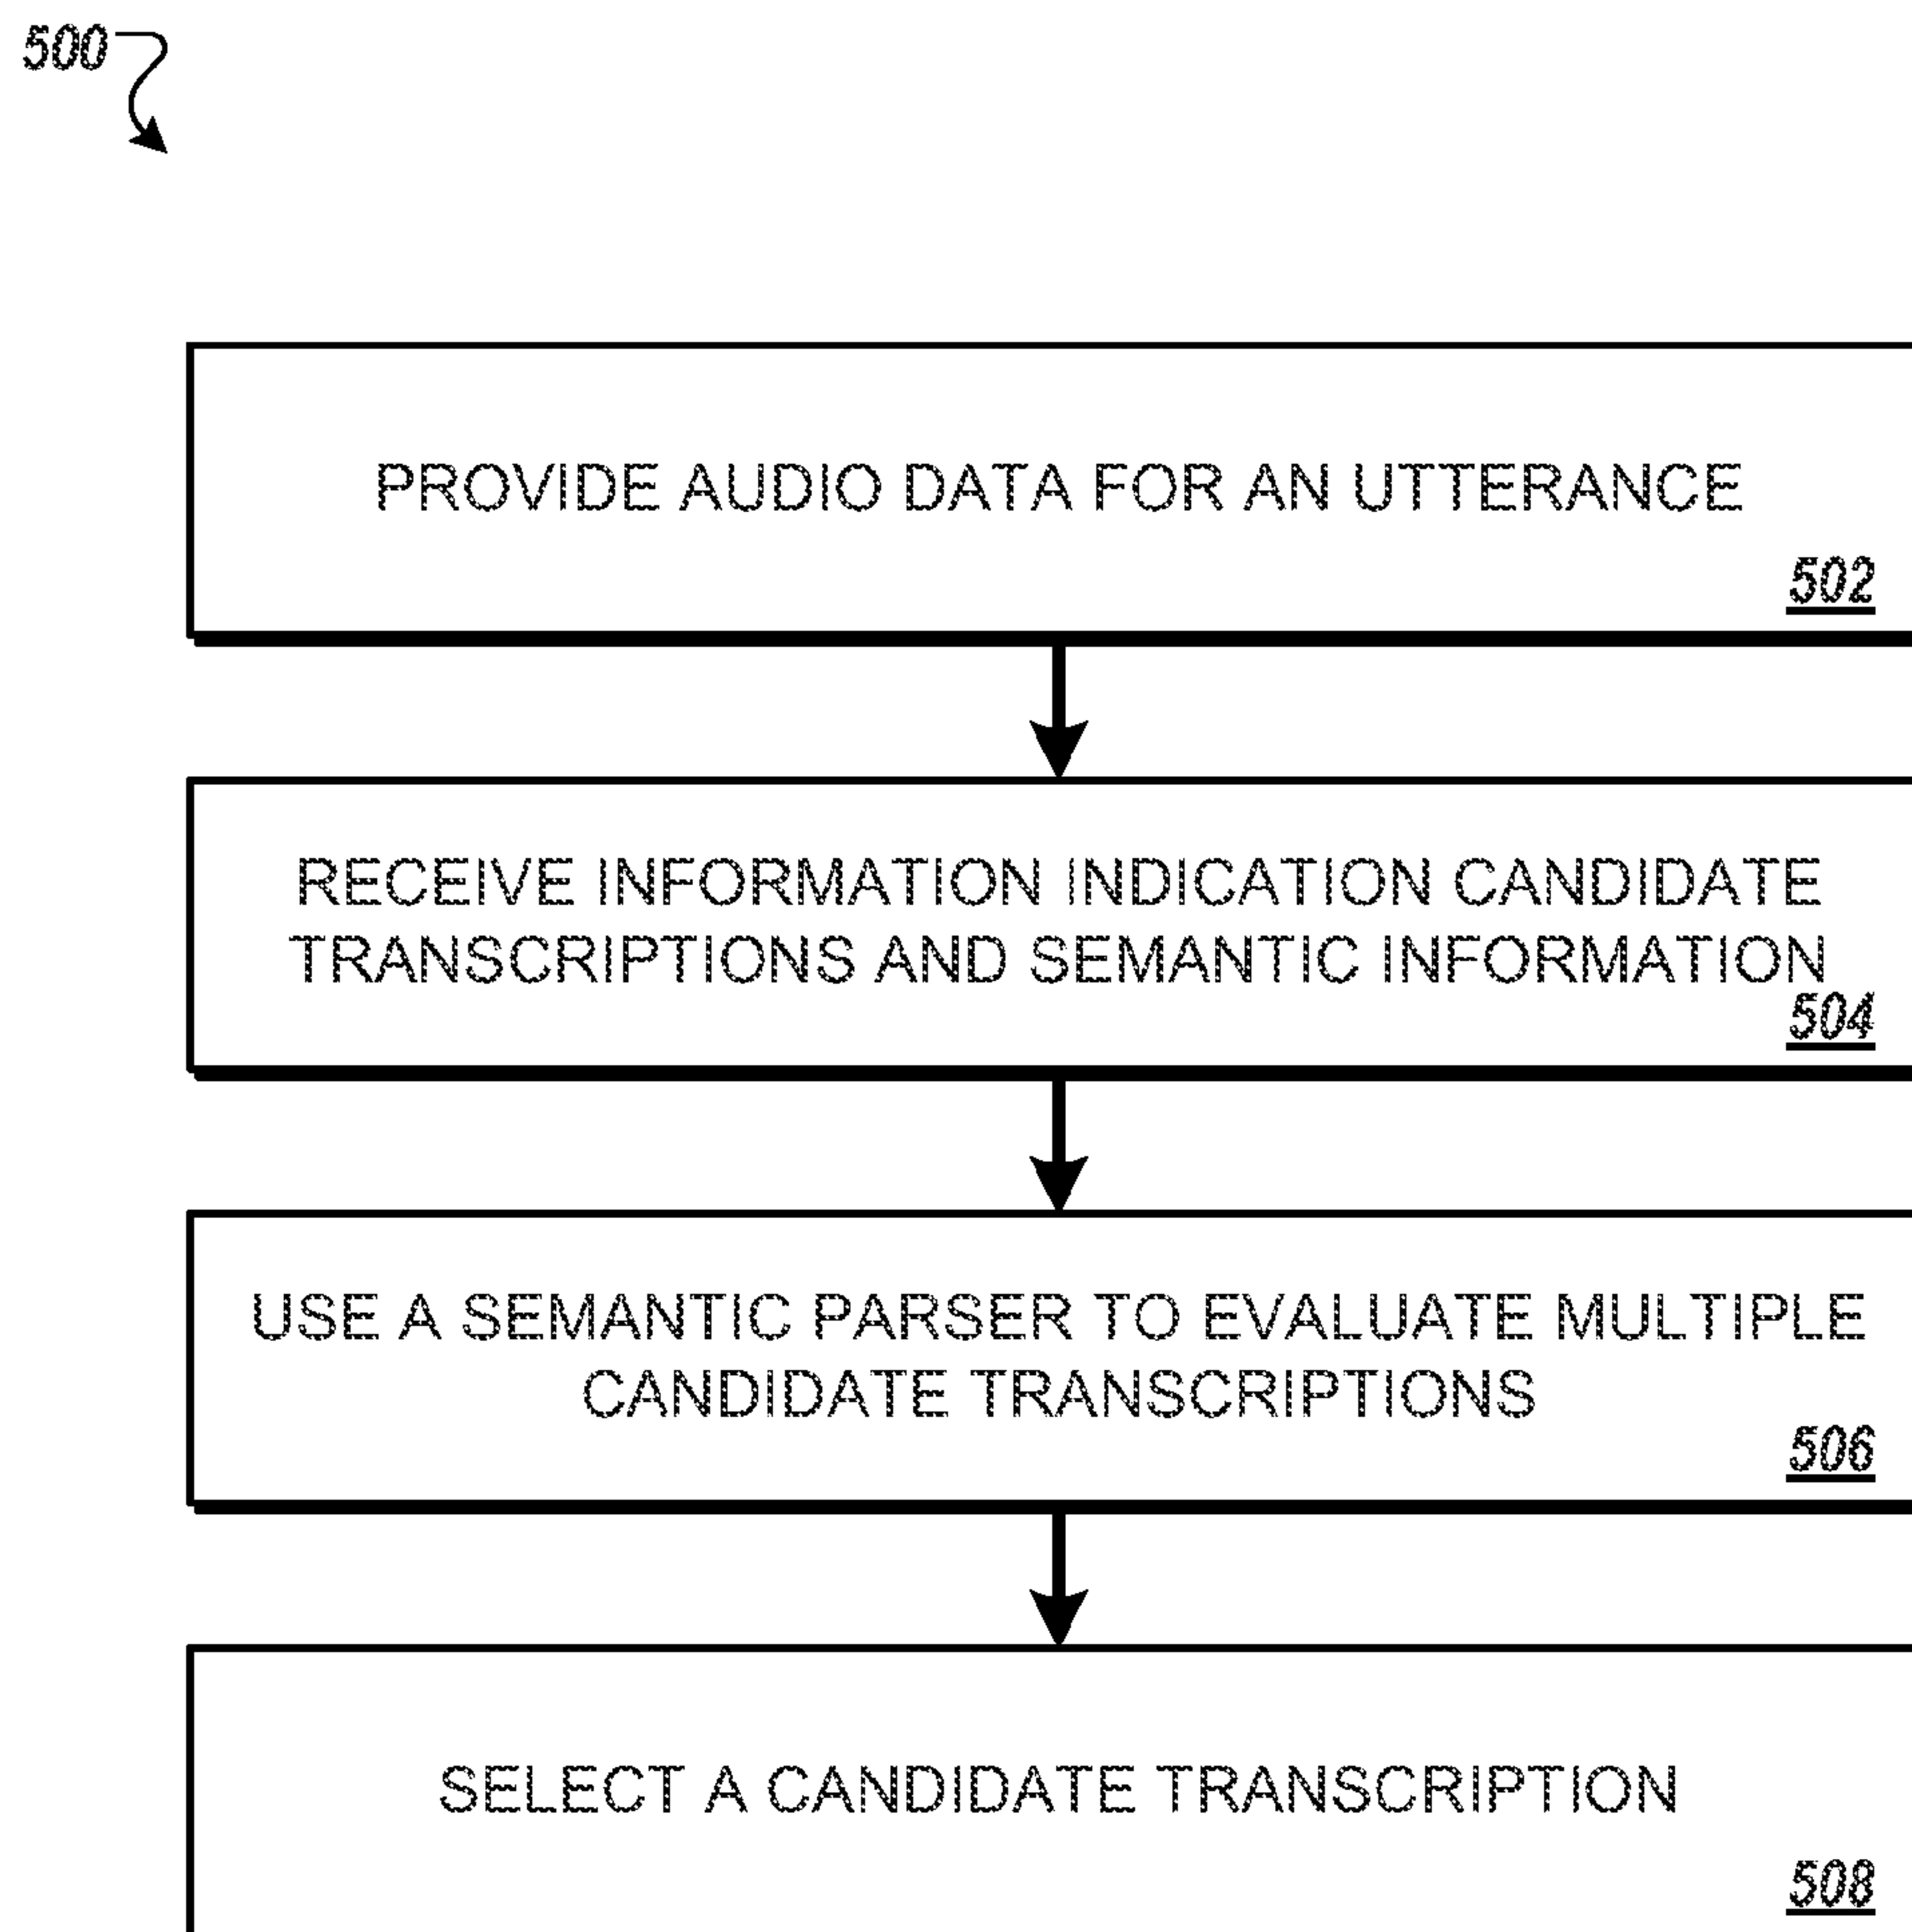 500
PROVIDE AUDIO DATA FOR AN UTTERANCE
502
RECEIVE INFORMATION INDICATION CANDIDATE
TRANSCRIPTIONS AND SEMANTIC INFORMATION
504
USE A SEMANTIC PARSER TO EVALUATE MULTIPLE
CANDIDATE TRANSCRIPTIONS
506
SELECT A CANDIDATE TRANSCRIPTION
508